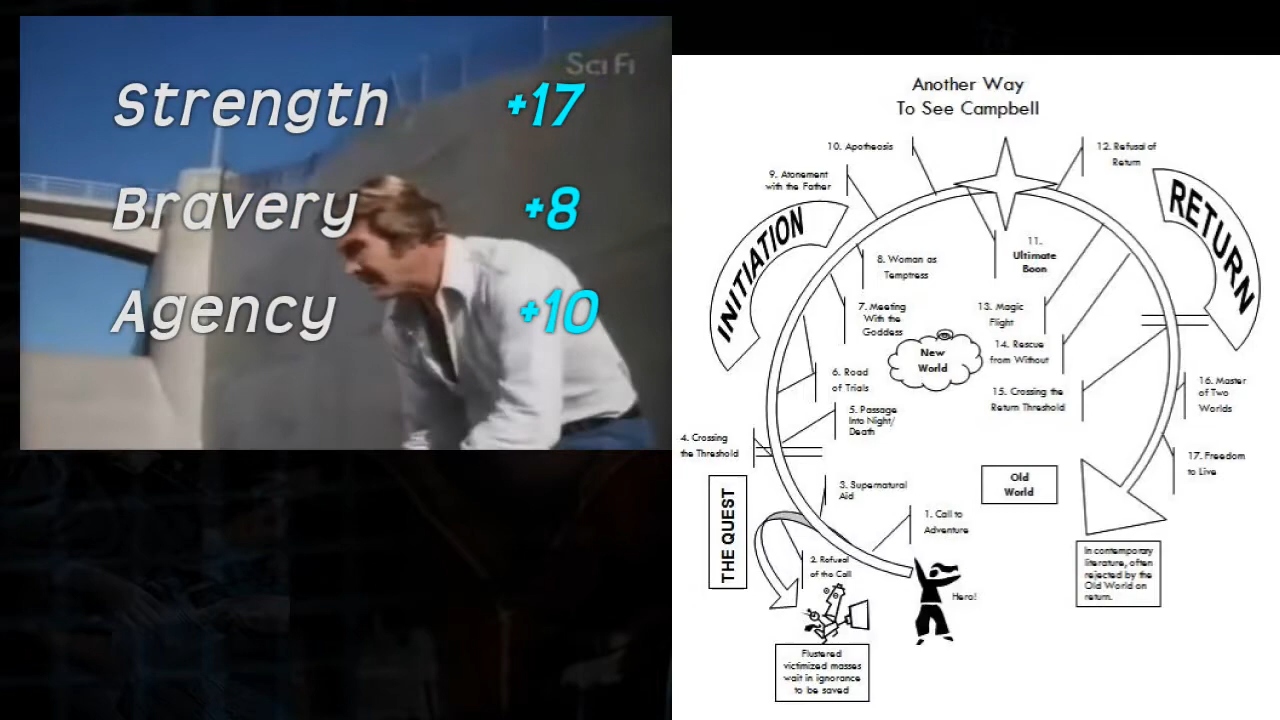 Sci Fi
Strength +17
Bravery +8
Agency +10
Another Way
To See Campbell
10. Apotheosis
12. Refusal of
Return
9. Atonement
with the Father
INITIATION
RETURN
11.
Ultimate
Boon
8. Woman as
Temptress
7. Meeting
With the
Goddess
13. Magic
Flight
New
World
14. Rescue
from Without
6. Road
of Trials
15. Crossing the
Return Threshold
16. Master
of Two
Worlds
5. Passage
Into Night/
Death
4. Crossing
the Threshold
17. Freedom
to Live
Old
World
3. Supernatural
Aid
THE QUEST
1. Call to
Adventure
2. Refusal
of the Call
Hero!
In contemporary
literature, often
rejected by the
Old World on
return.
Flustered
victimized masses
wait in ignorance
to be saved